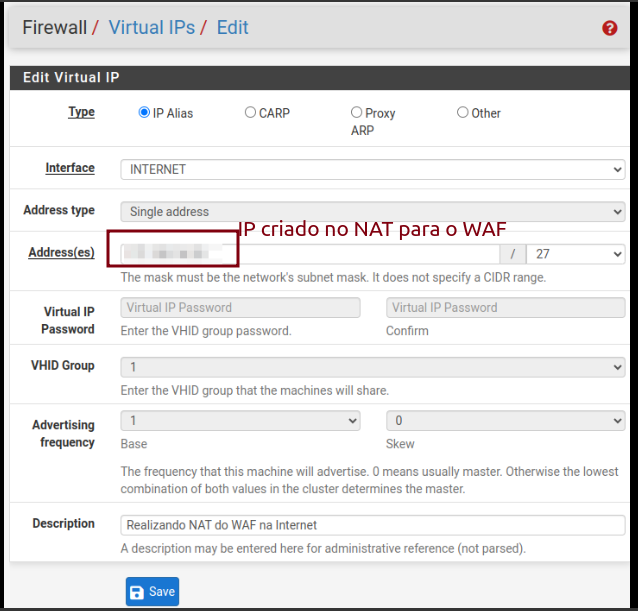 Firewall / Virtual IPs / Edit
?
Edit Virtual IP
Type
IP Alias
CARP
Proxy ARP
Other
Interface
INTERNET
Address type
Single address
IP criado no NAT para o WAF
Address(es)
/ 27
The mask must be the network's subnet mask. It does not specify a CIDR range.
Virtual IP Password
Virtual IP Password
Virtual IP Password
Enter the VHID group password.
Confirm
VHID Group
1
Enter the VHID group that the machines will share.
Advertising frequency
1
0
Base
Skew
The frequency that this machine will advertise. 0 means usually master. Otherwise the lowest
combination of both values in the cluster determines the master.
Description
Realizando NAT do WAF na Internet
A description may be entered here for administrative reference (not parsed).
Save